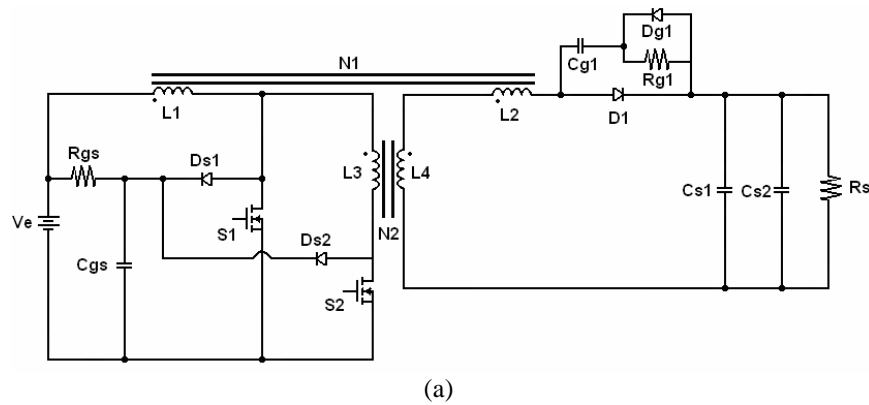 Dg1
Cg1
Rg1
N1
L1
L2
D1
Rgs
Ds1
L3
L4
Cs1
Cs2
Rs
Ve
S1
N2
Cgs
Ds2
S2
(a)